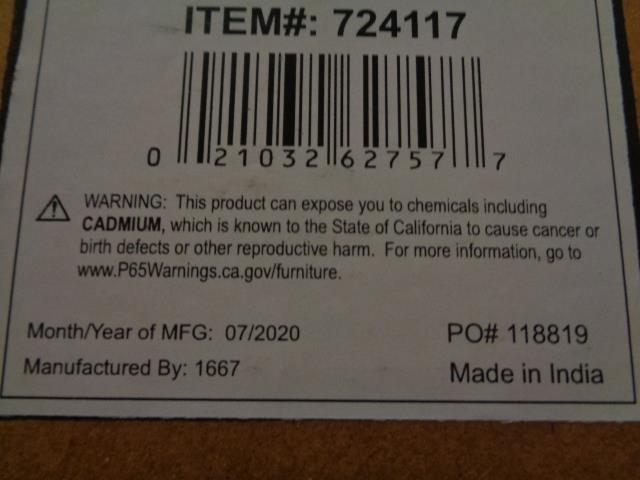 ITEM#: 724117
0 21032 62757 7
WARNING: This product can expose you to chemicals including
CADMIUM, which is known to the State of California to cause cancer or
birth defects or other reproductive harm. For more information, go to
www.P65Warnings.ca.gov/furniture.
Month/Year of MFG: 07/2020
PO# 118819
Manufactured By: 1667
Made in India